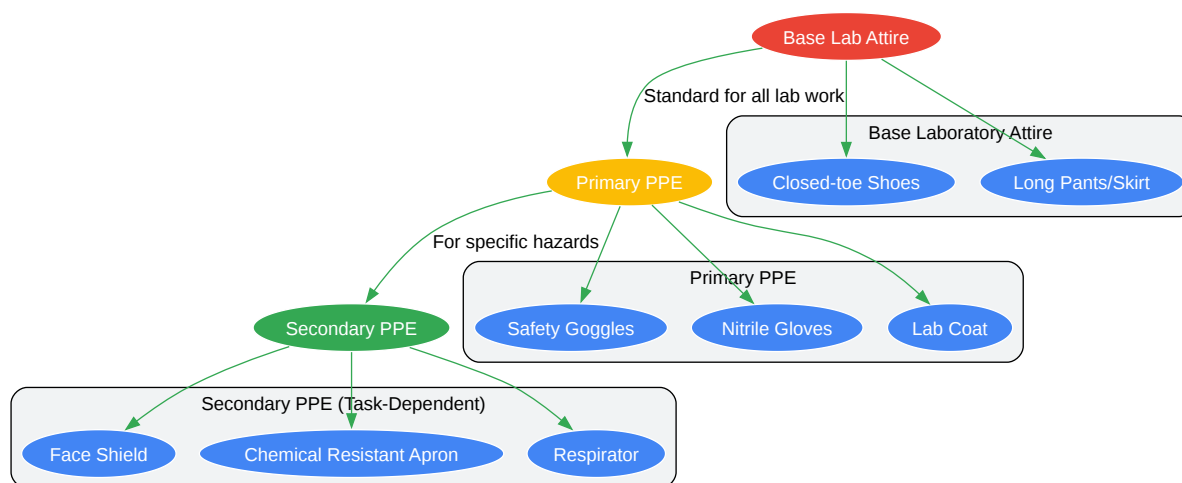 Base Lab Attire
Standard for all lab work
Base Laboratory Attire
Closed-toe Shoes
Long Pants/Skirt
Primary PPE
For specific hazards
Primary PPE
Safety Goggles
Nitrile Gloves
Lab Coat
Secondary PPE
Secondary PPE (Task-Dependent)
Face Shield
Chemical Resistant Apron
Respirator